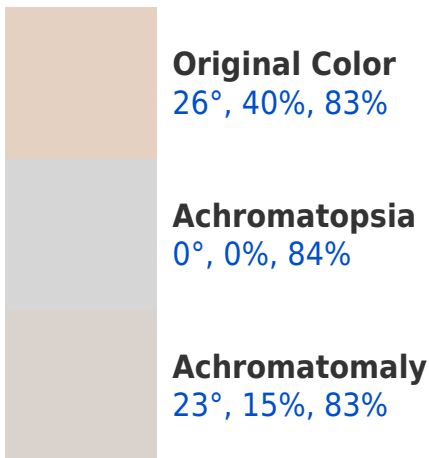 Original Color
26°, 40%, 83%
Achromatopsia
0°, 0%, 84%
Achromatomaly
23°, 15%, 83%